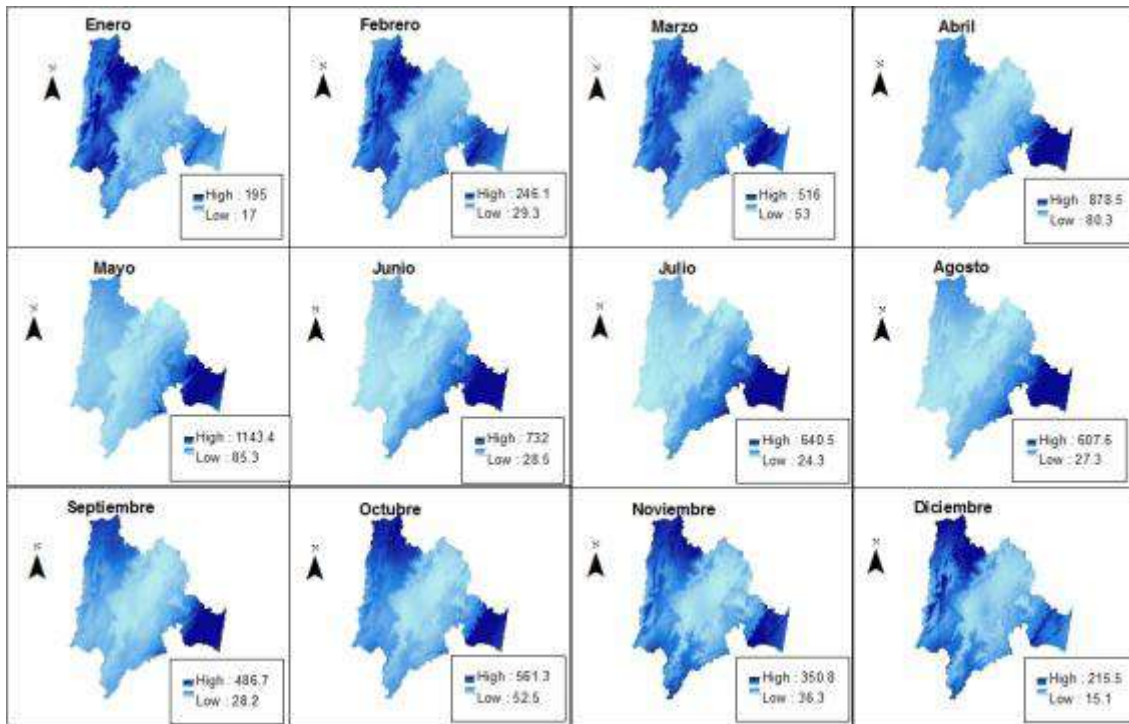 Enero
N
High : 195
Low : 17
Febrero
N
High : 246.1
Low : 29.3
Marzo
N
High : 516
Low : 53
Abril
N
High : 878.5
Low : 80.3
Mayo
N
High : 1143.4
Low : 85.3
Junio
N
High : 732
Low : 28.5
Julio
N
High : 640.5
Low : 24.3
Agosto
N
High : 607.6
Low : 27.3
Septiembre
N
High : 486.7
Low : 28.2
Octubre
N
High : 561.3
Low : 52.5
Noviembre
N
High : 350.8
Low : 36.3
Diciembre
N
High : 215.5
Low : 15.1